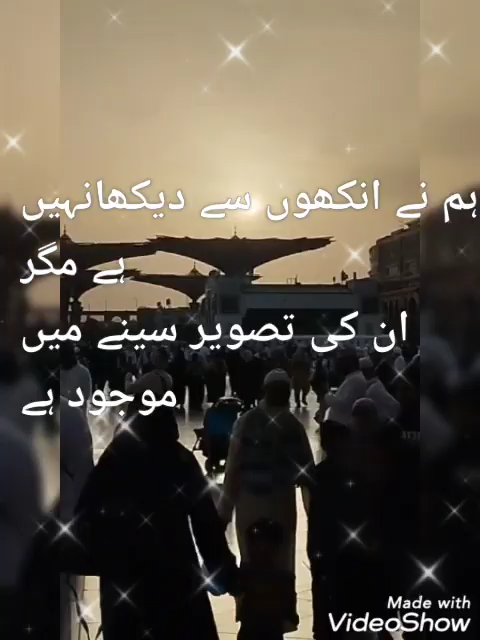 ہم نے انکھوں سے دیکھانہیں
ہے مگر
ان کی تصویر سینے میں
موجود ہے
Made with
VideoShow